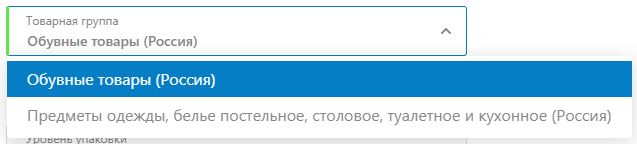 Товарная группа
Обувные товары (Россия)
Обувные товары (Россия)
Предметы одежды, белье постельное, столовое, туалетное и кухонное (Россия)
Уровень упаковки